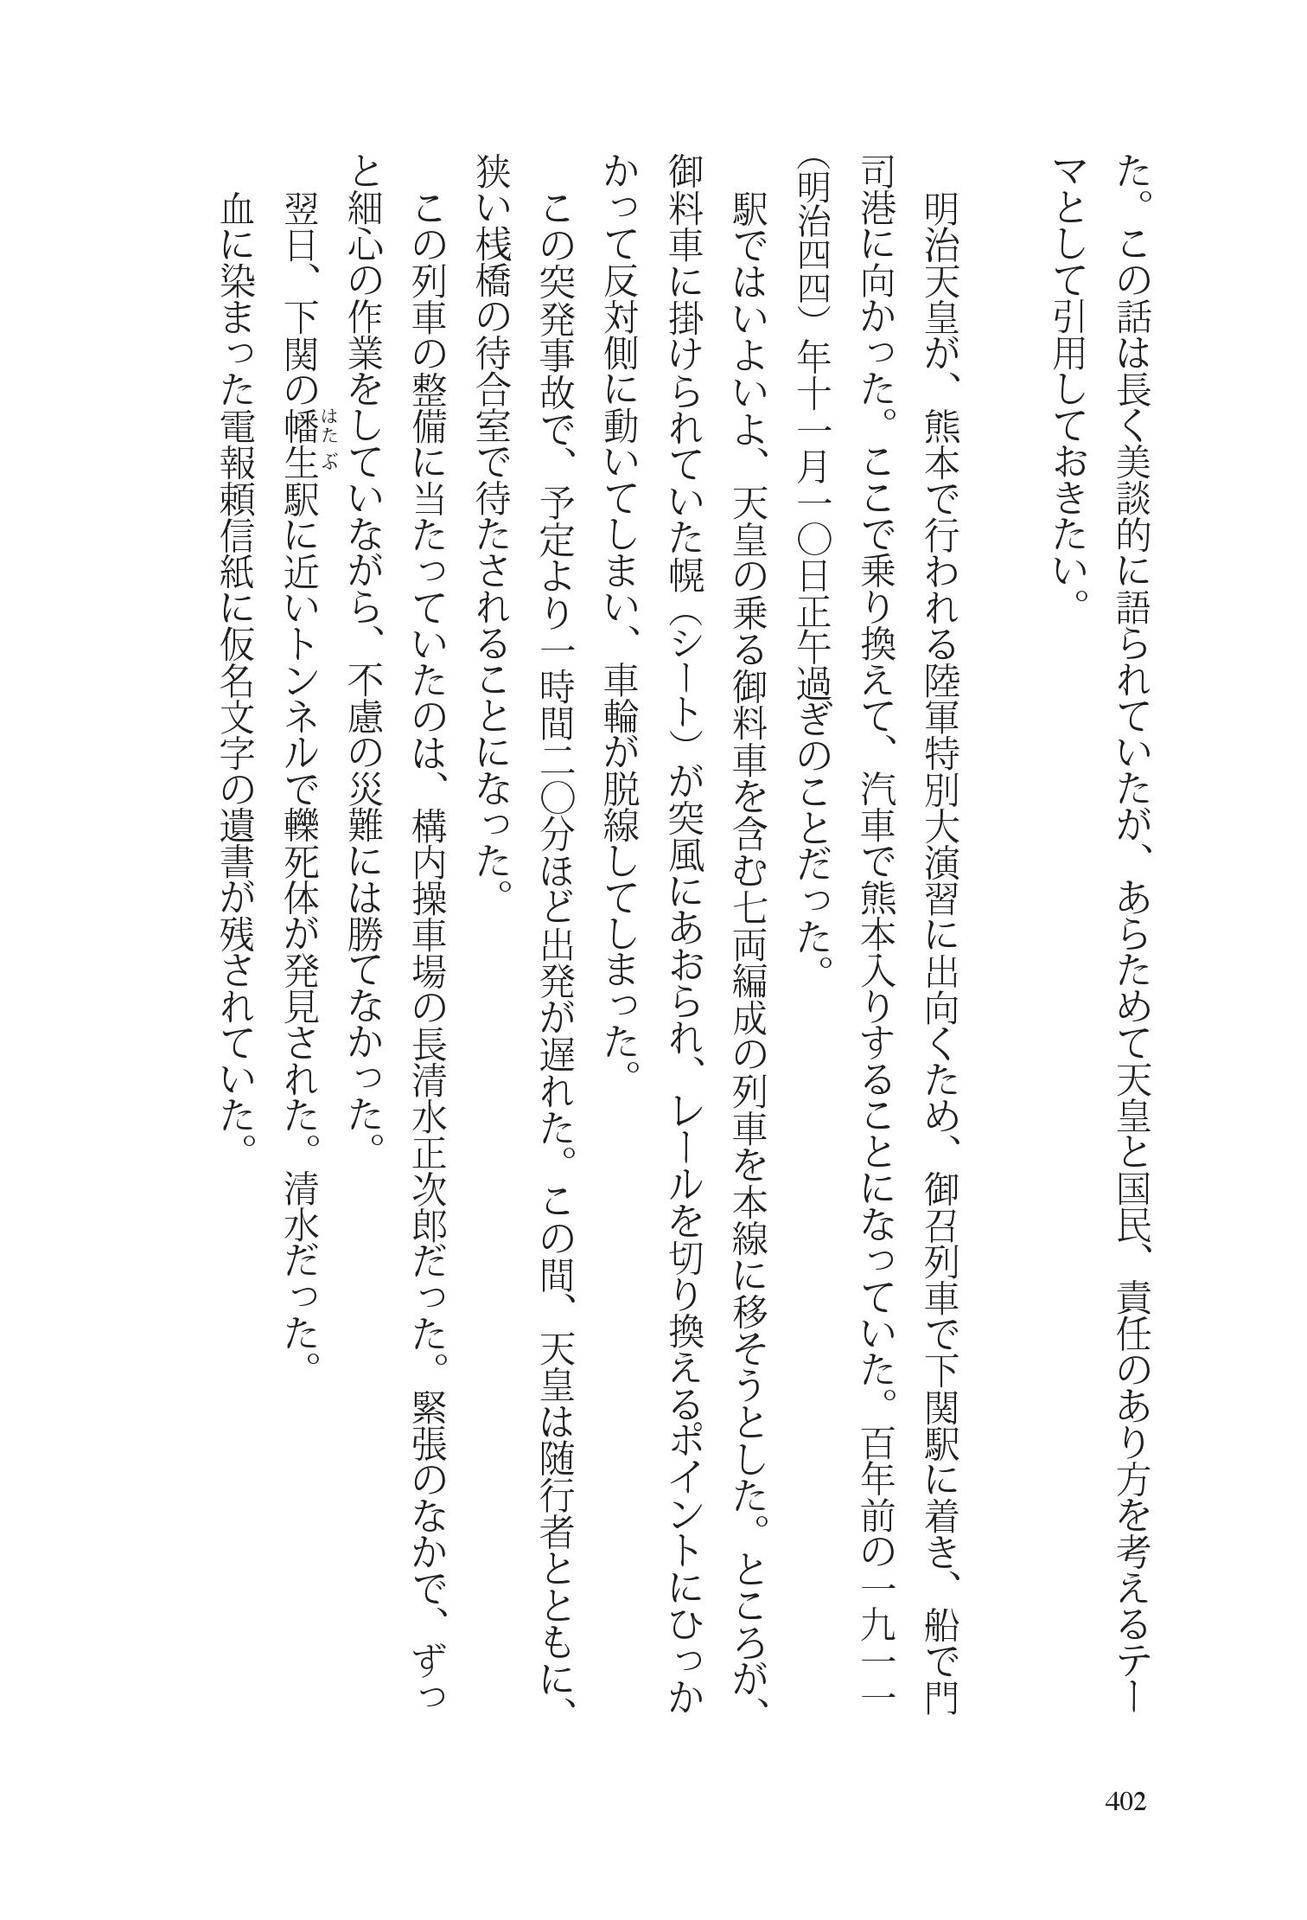 た。この話は長く美談的に語られていたが、あらためて天皇と国民、責任のあり方を考えるテー
マとして引用しておきたい。
明治天皇が、熊本で行われる陸軍特別大演習に出向くため、御召列車で下関駅に着き、船で門
司港に向かった。ここで乗り換えて、汽車で熊本入りすることになっていた。百年前の一九一一
（明治四四）年十一月一〇日正午過ぎのことだった。
駅ではいよいよ、天皇の乗る御料車を含む七両編成の列車を本線に移そうとした。ところが、
御料車に掛けられていた幌（シート）が突風にあおられ、レールを切り換えるポイントにひっか
かって反対側に動いてしまい、車輪が脱線してしまった。
この突発事故で、予定より一時間二〇分ほど出発が遅れた。この間、天皇は随行者とともに、
狭い桟橋の待合室で待たされることになった。
この列車の整備に当たっていたのは、構内操車場の長清水正次郎だった。緊張のなかで、ずっ
と細心の作業をしていながら、不慮の災難には勝てなかった。
翌日、下関の幡生駅に近いトンネルで轢死体が発見された。清水だった。
はたぶ
血に染まった電報頼信紙に仮名文字の遺書が残されていた。
402